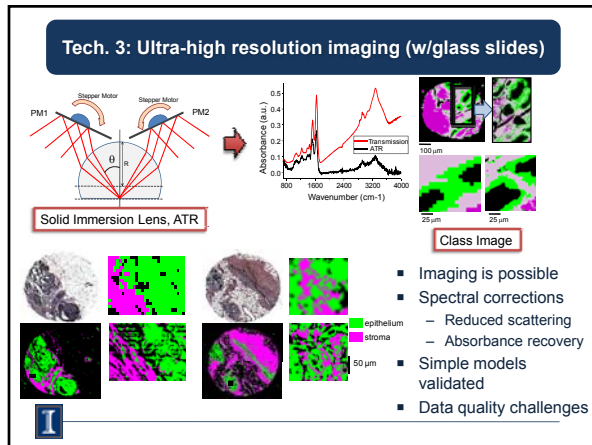 Tech. 3: Ultra-high resolution imaging (w/glass slides)
Stepper Motor
Stepper Motor
PM1
PM2
θ
R
Solid Immersion Lens, ATR
Absorbance (a.u.)
0.5
0.4
0.3
0.2
0.1
0.0
Transmission
ATR
800
1600
2400
3200
4000
Wavenumber (cm-1)
100 µm
25 µm
25 µm
Class Image
epithelium
stroma
50 µm
▪ Imaging is possible
▪ Spectral corrections
– Reduced scattering
– Absorbance recovery
▪ Simple models
validated
▪ Data quality challenges
I